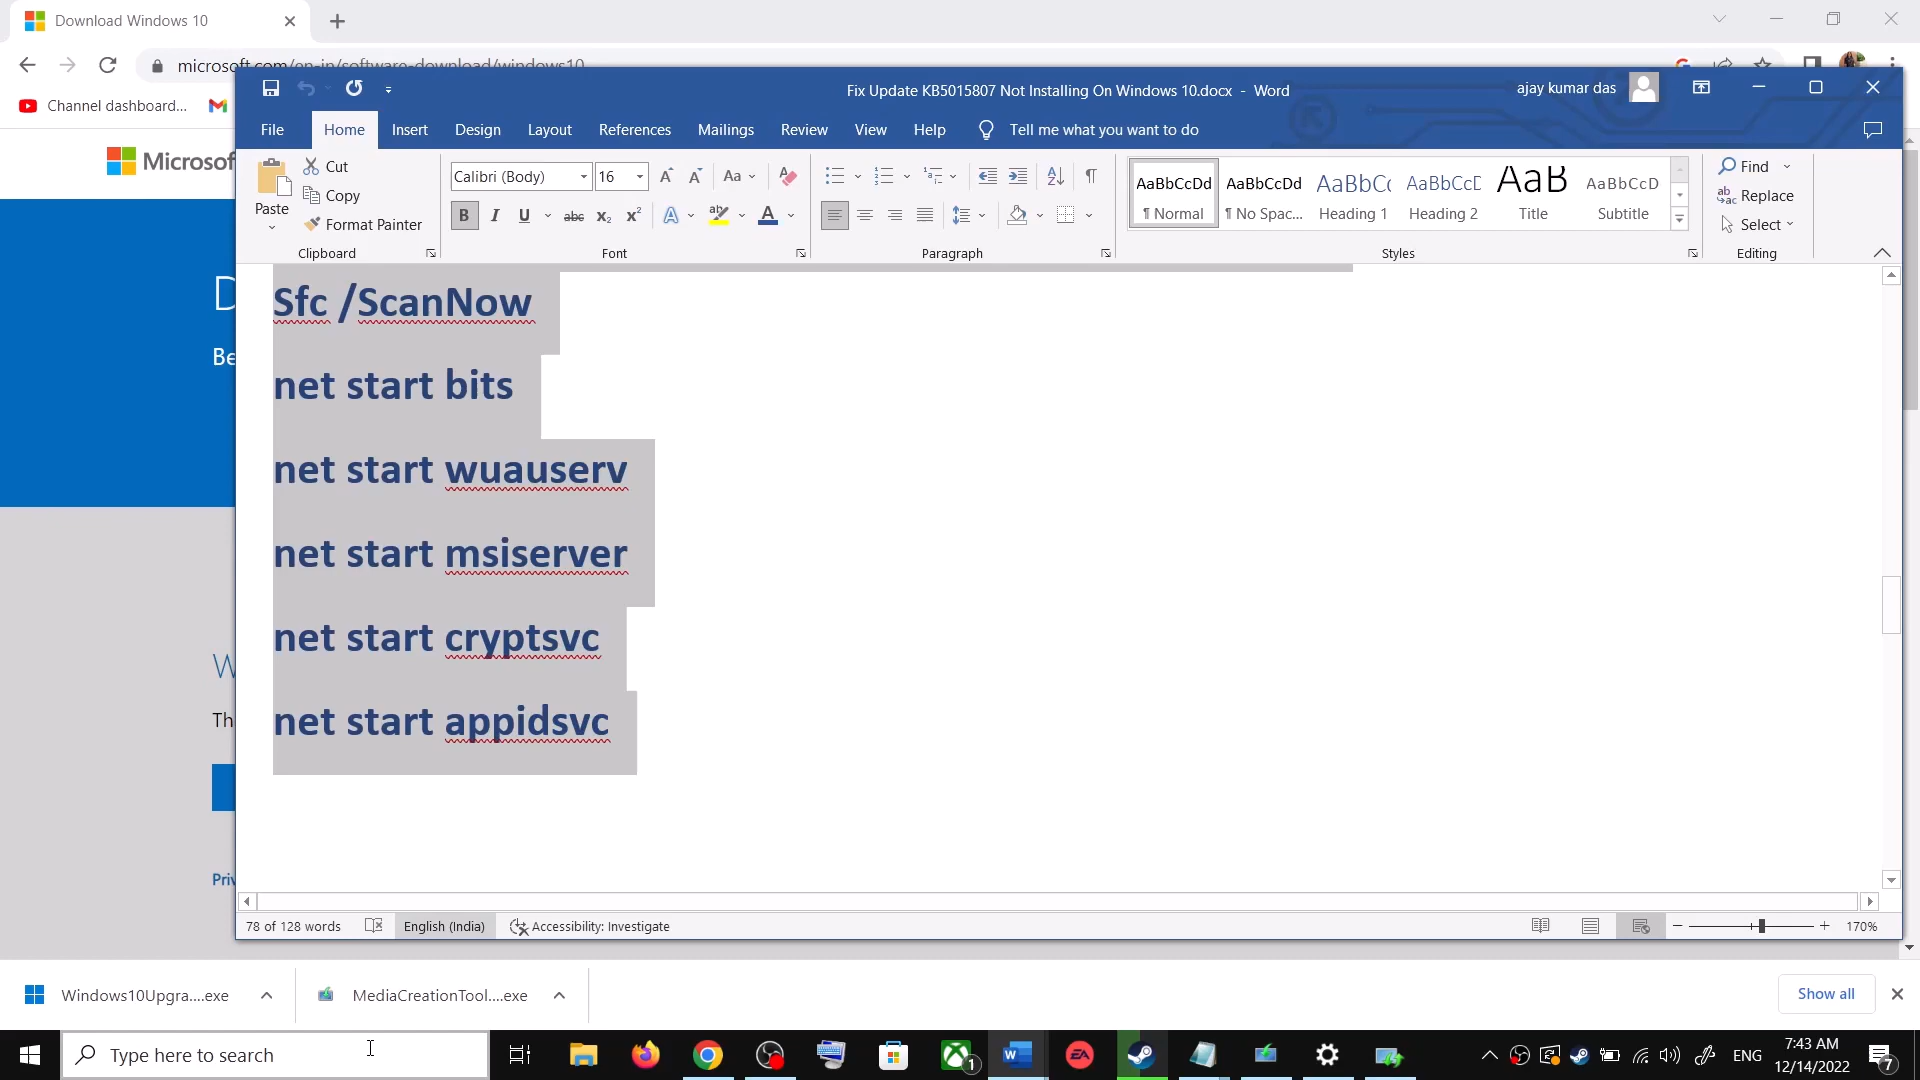 Download Windows 10
microsoft.com/en-in/software-download/windows10
Channel dashboard...
Fix Update KB5015807 Not Installing On Windows 10.docx - Word
ajay kumar das
File Home Insert Design Layout References Mailings Review View Help Tell me what you want to do
Microsof
Paste
Cut
Copy
Format Painter
Clipboard
Calibri (Body) 16
Font
Paragraph
AaBbCcDd AaBbCcDd AaBbCc AaBbCcD AaB AaBbCcD
¶ Normal ¶ No Spac... Heading 1 Heading 2 Title Subtitle
Styles
Find
Replace
Select
Editing
D
Be
W
Th
Priv
Sfc /ScanNow
net start bits
net start wuauserv
net start msiserver
net start cryptsvc
net start appidsvc
78 of 128 words English (India) Accessibility: Investigate 170%
Windows10Upgra....exe MediaCreationTool....exe Show all
Type here to search
ENG 7:43 AM
12/14/2022 7